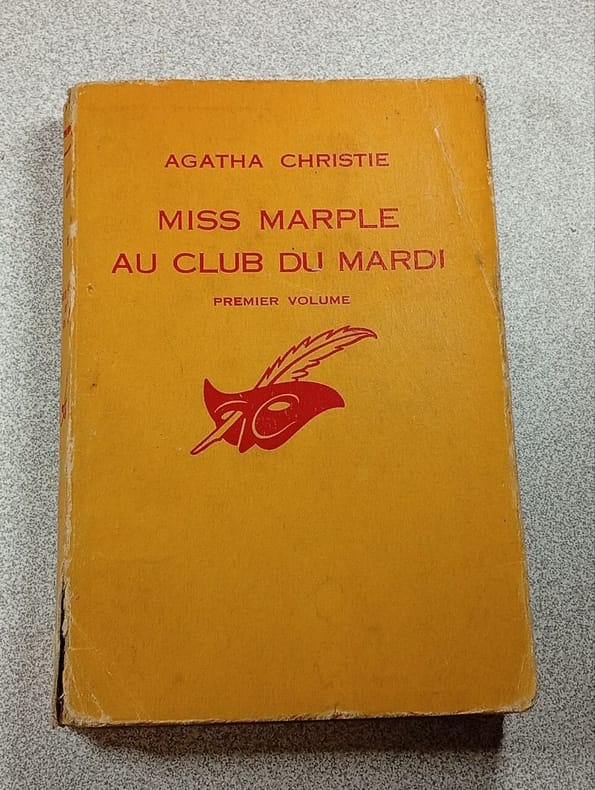 AGATHA CHRISTIE
MISS MARPLE
AU CLUB DU MARDI
PREMIER VOLUME